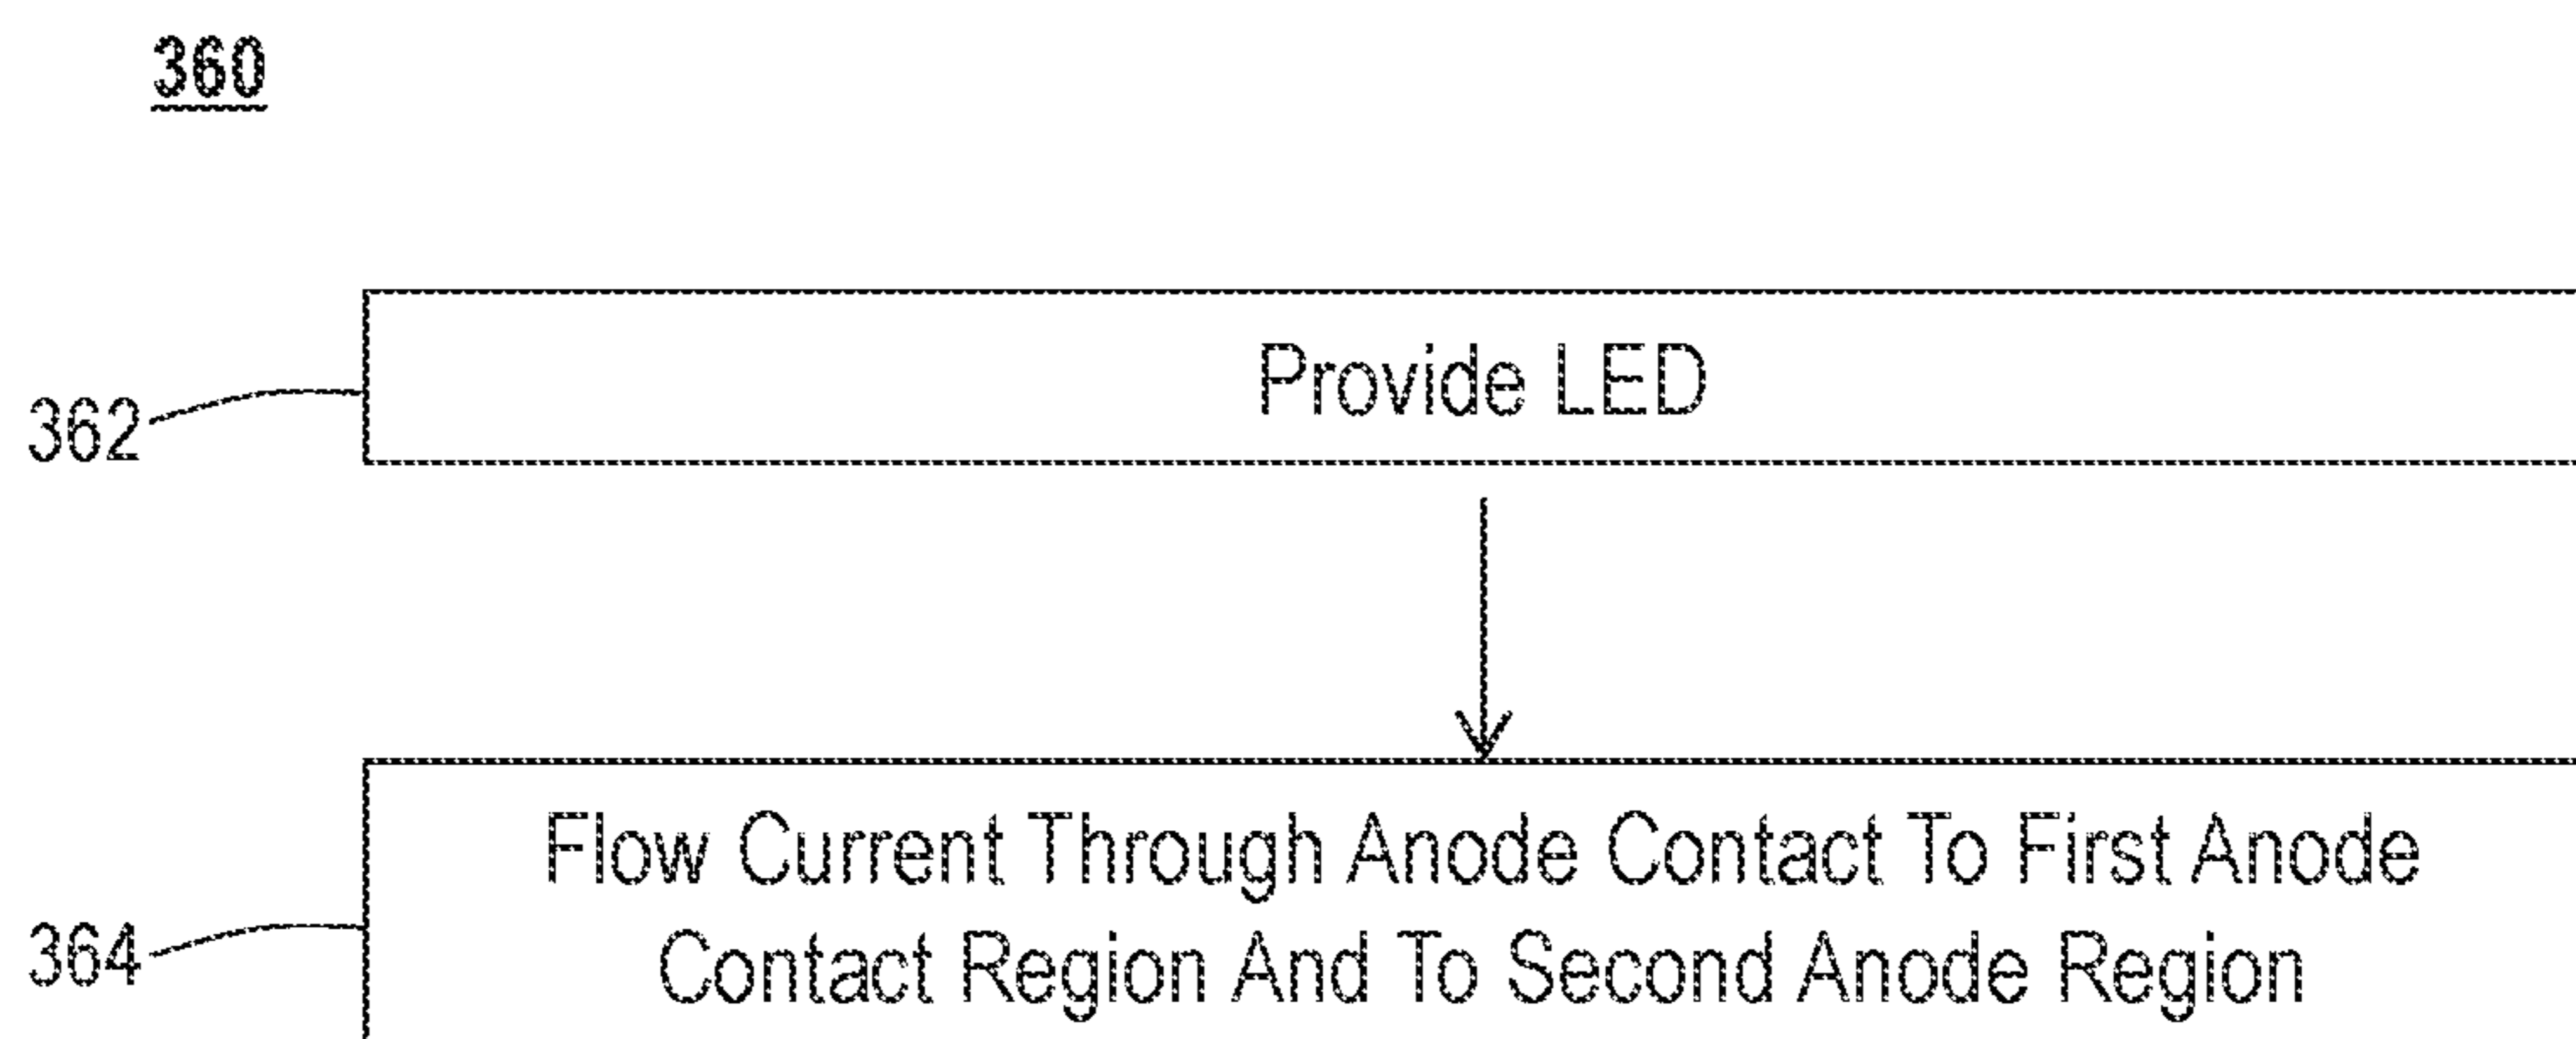 360
362
Provide LED
364
Flow Current Through Anode Contact To First Anode
Contact Region And To Second Anode Region